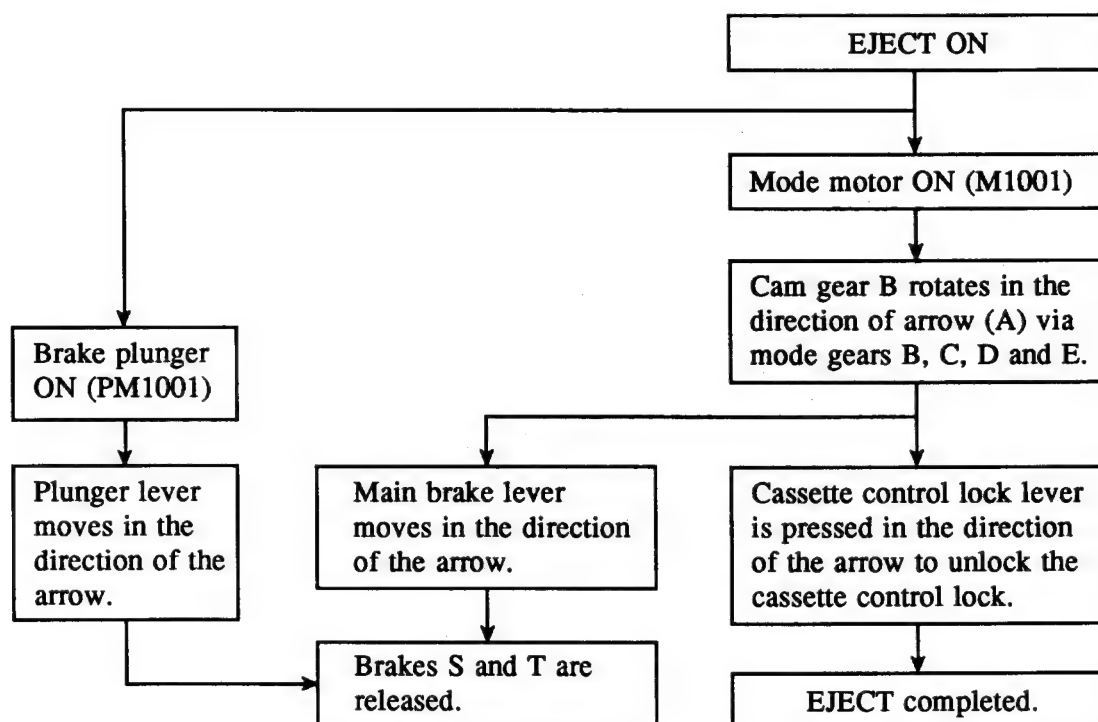 EJECT ON
Mode motor ON (M1001)
Cam gear B rotates in the
direction of arrow (A) via
mode gears B, C, D and E.
Brake plunger
ON (PM1001)
Plunger lever
moves in the
direction of the
arrow.
Main brake lever
moves in the direction
of the arrow.
Cassette control lock lever
is pressed in the direction
of the arrow to unlock the
cassette control lock.
Brakes S and T are
released.
EJECT completed.